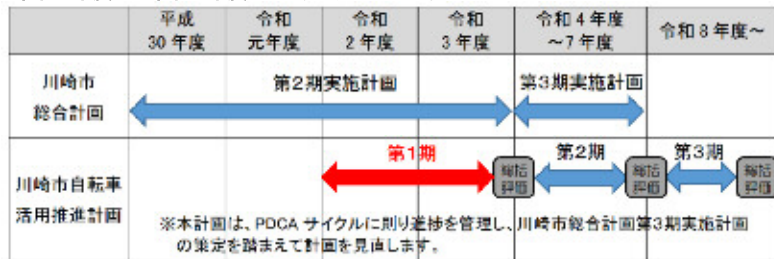 平成 30年度 令和 元年度 令和 2年度 令和 3年度 令和4年度 ~7年度 令和8年度~
川崎市 総合計画 第2期実施計画 第3期実施計画
川崎市自転車 活用推進計画 第1期 総括 評価 第2期 総括 評価 第3期 総括 評価
※本計画は、PDCAサイクルに則り進捗を管理し、川崎市総合計画第3期実施計画
の策定を踏まえて計画を見直します。